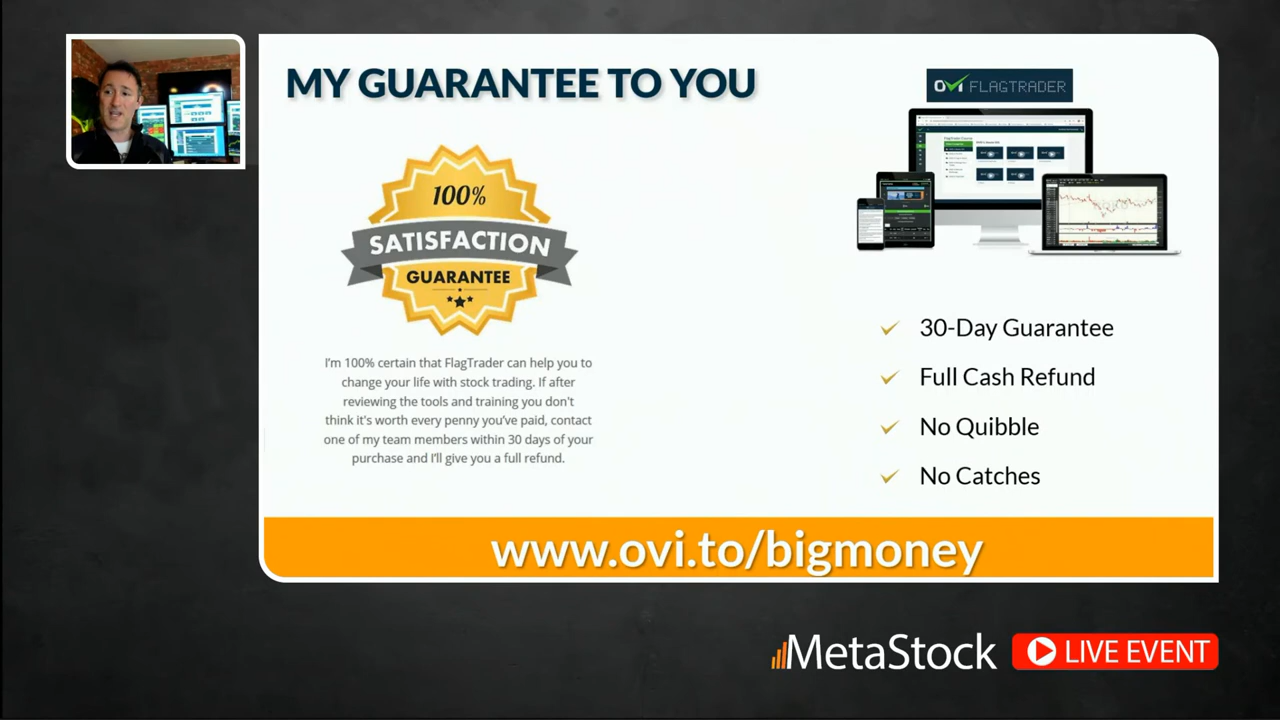 MY GUARANTEE TO YOU
OVI FLAGTRADER
100%
SATISFACTION
GUARANTEE
I'm 100% certain that FlagTrader can help you to
change your life with stock trading. If after
reviewing the tools and training you don't
think it's worth every penny you've paid, contact
one of my team members within 30 days of your
purchase and I'll give you a full refund.
30-Day Guarantee
Full Cash Refund
No Quibble
No Catches
www.ovi.to/bigmoney
MetaStock
LIVE EVENT